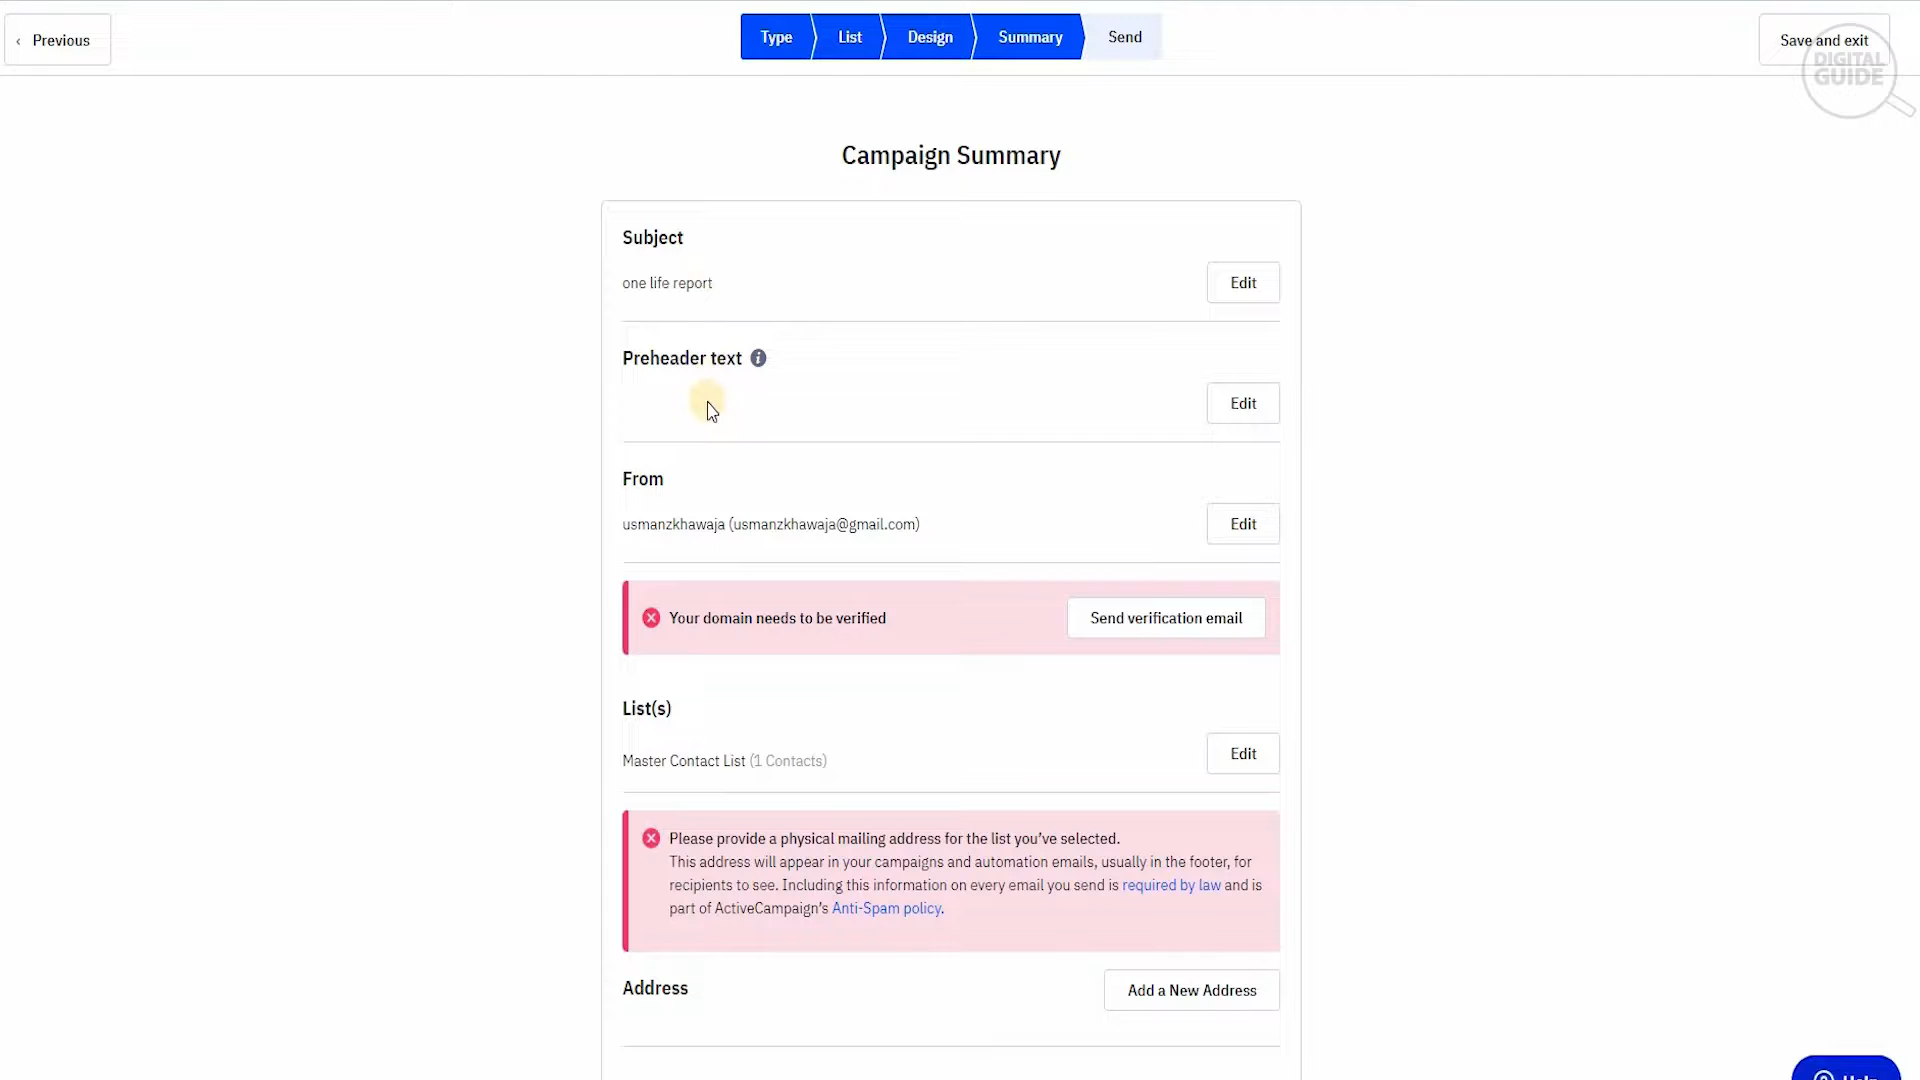 ‹ Previous
Type
List
Design
Summary
Send
Save and exit
DIGITAL
GUIDE
Campaign Summary
Subject
one life report
Edit
Preheader text
Edit
From
usmanzkhawaja (usmanzkhawaja@gmail.com)
Edit
Your domain needs to be verified
Send verification email
List(s)
Master Contact List (1 Contacts)
Edit
Please provide a physical mailing address for the list you've selected.
This address will appear in your campaigns and automation emails, usually in the footer, for
recipients to see. Including this information on every email you send is required by law and is
part of ActiveCampaign's Anti-Spam policy.
Address
Add a New Address